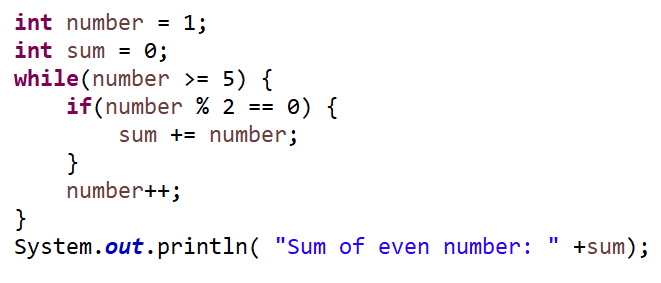 int number = 1;
int sum = 0;
while(number >= 5) {
    if(number % 2 == 0) {
        sum += number;
    }
    number++;
}
System.out.println( "Sum of even number: " +sum);